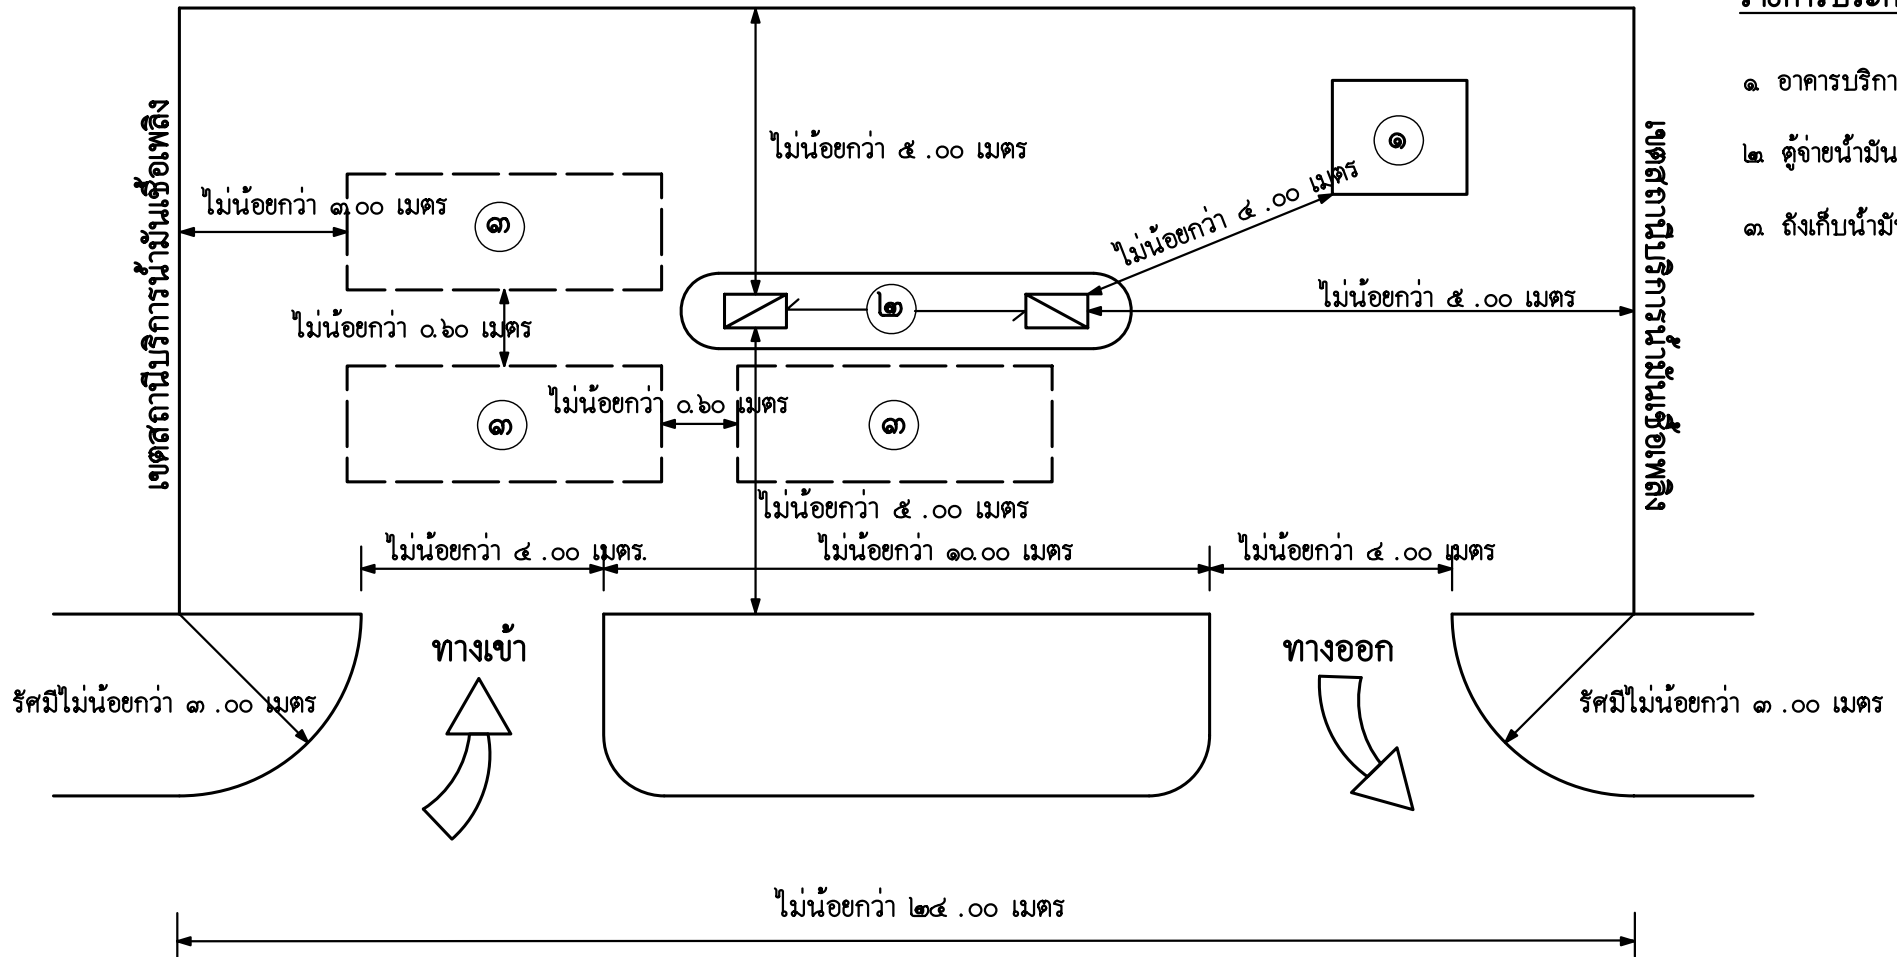 ๑ อาคารบริกา
๒ ตู้จ่ายน้ำมัน
๓ ถังเก็บน้ำมั
เขตสถานีบริการน้ำมันเชื้อเพลิง
เขตสถานีบริการน้ำมันเชื้อเพลิง
ไม่น้อยกว่า ๕ .๐๐ เมตร
๑
ไม่น้อยกว่า ๓.๐๐ เมตร
๓
ไม่น้อยกว่า ๔ .๐๐ เมตร
๒
ไม่น้อยกว่า ๕ .๐๐ เมตร
ไม่น้อยกว่า ๐.๖๐ เมตร
ไม่น้อยกว่า ๐.๖๐ เมตร
๓
๓
ไม่น้อยกว่า ๕ .๐๐ เมตร
ไม่น้อยกว่า ๔ .๐๐ เมตร.
ไม่น้อยกว่า ๑๐.๐๐ เมตร
ไม่น้อยกว่า ๔ .๐๐ เมตร
ทางเข้า
ทางออก
รัศมีไม่น้อยกว่า ๓ .๐๐ เมตร
รัศมีไม่น้อยกว่า ๓ .๐๐ เมตร
ไม่น้อยกว่า ๒๔ .๐๐ เมตร